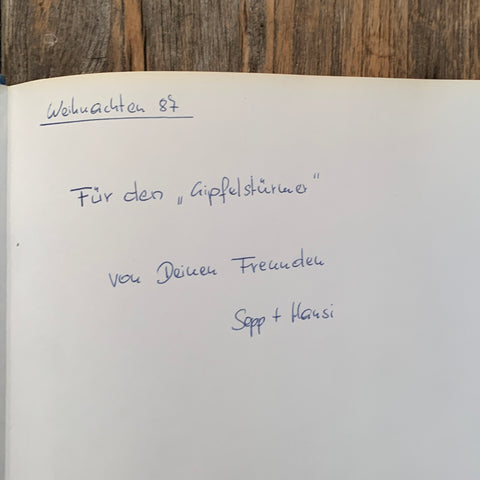 Weihnachten 87
Für den „Gipfelstürmer"
von Deinen Freunden
Sepp + Hansi